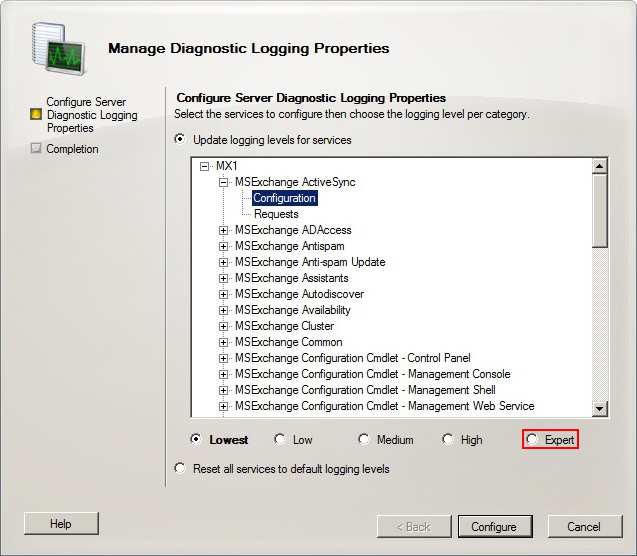 Manage Diagnostic Logging Properties
Configure Server
Diagnostic Logging
Properties
Completion
Configure Server Diagnostic Logging Properties
Select the services to configure then choose the logging level per category.
Update logging levels for services
MX1
MSExchange ActiveSync
Configuration
Requests
MSExchange ADAccess
MSExchange Antispam
MSExchange Anti-spam Update
MSExchange Assistants
MSExchange Autodiscover
MSExchange Availability
MSExchange Cluster
MSExchange Common
MSExchange Configuration Cmdlet - Control Panel
MSExchange Configuration Cmdlet - Management Console
MSExchange Configuration Cmdlet - Management Shell
MSExchange Configuration Cmdlet - Management Web Service
Lowest Low Medium High Expert
Reset all services to default logging levels
Help < Back Configure Cancel